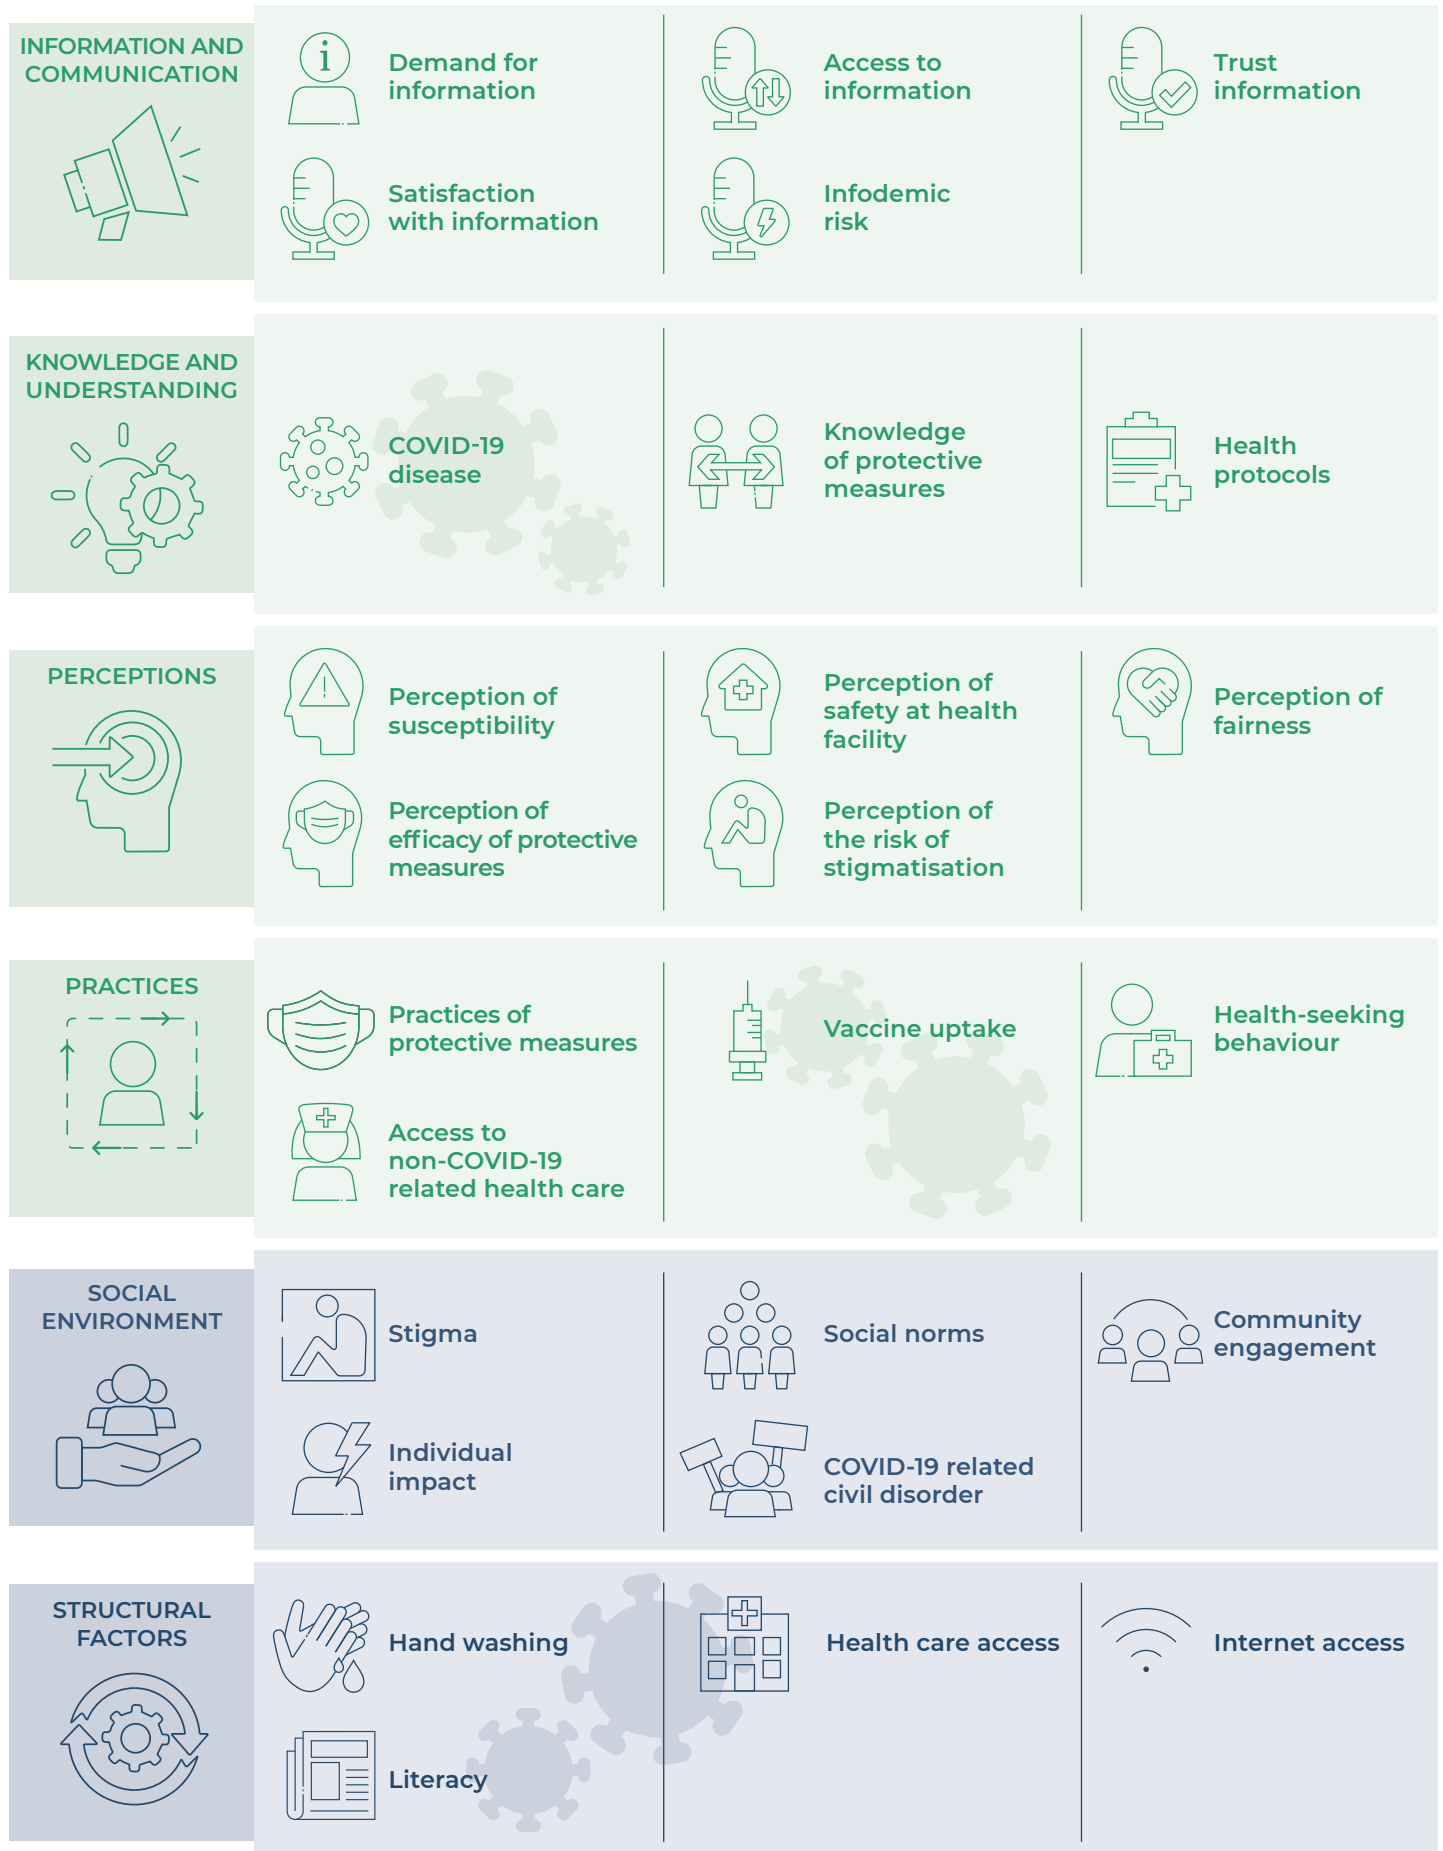 INFORMATION AND
COMMUNICATION
i
Demand for
information
Access to
information
Trust
information
Satisfaction
with information
Infodemic
risk
KNOWLEDGE AND
UNDERSTANDING
COVID-19
disease
Knowledge
of protective
measures
Health
protocols
PERCEPTIONS
Perception of
susceptibility
Perception of
safety at health
facility
Perception of
fairness
Perception of
efficacy of protective
measures
Perception of
the risk of
stigmatisation
PRACTICES
Practices of
protective measures
Vaccine uptake
Health-seeking
behaviour
Access to
non-COVID-19
related health care
SOCIAL
ENVIRONMENT
Stigma
Social norms
Community
engagement
Individual
impact
COVID-19 related
civil disorder
STRUCTURAL
FACTORS
Hand washing
Health care access
Internet access
Literacy